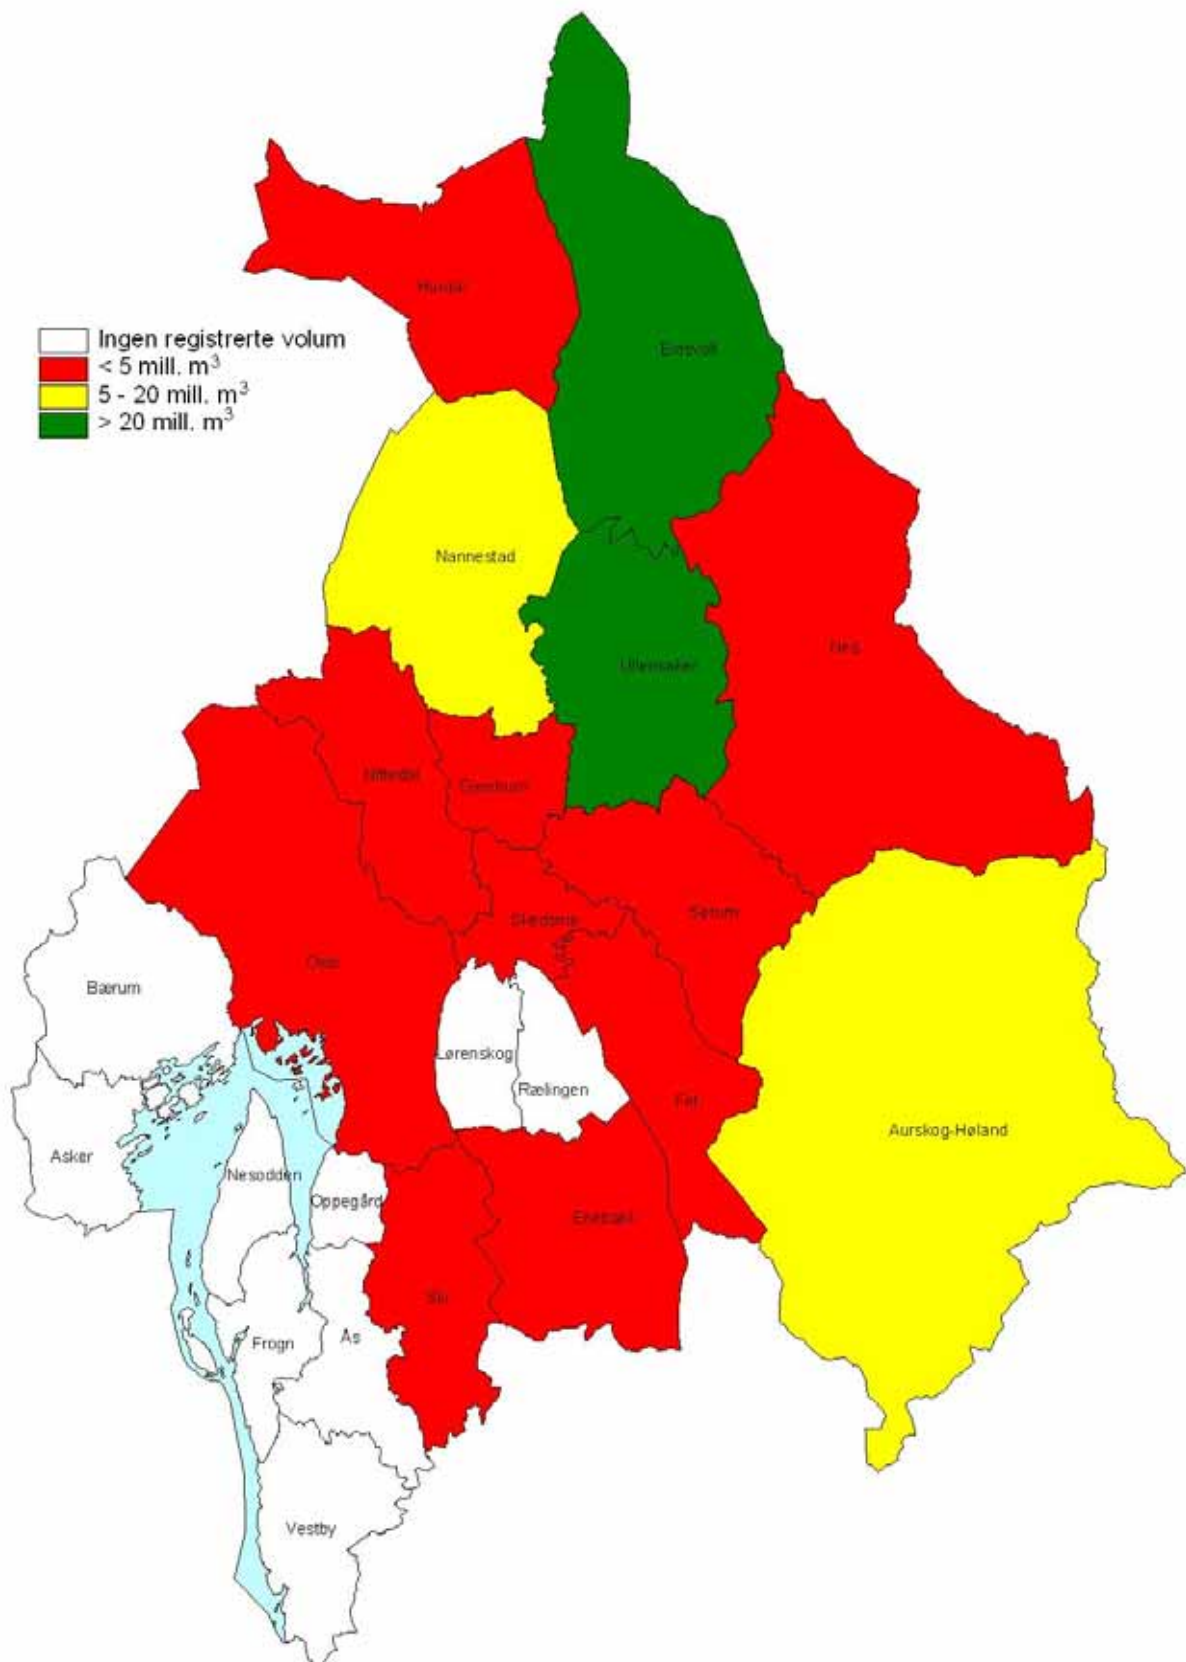 Ingen registrerte volum
< 5 mill. m³
5 - 20 mill. m³
> 20 mill. m³
Hurdal
Eidsvoll
Nannestad
Nes
Ullensaker
Nittedal
Gjerdrum
Skedsmo
Sørum
Oslo
Bærum
Lørenskog
Rælingen
Fet
Aurskog-Høland
Asker
Nesodden
Oppegård
Enebakk
Ski
Ås
Frogn
Vestby